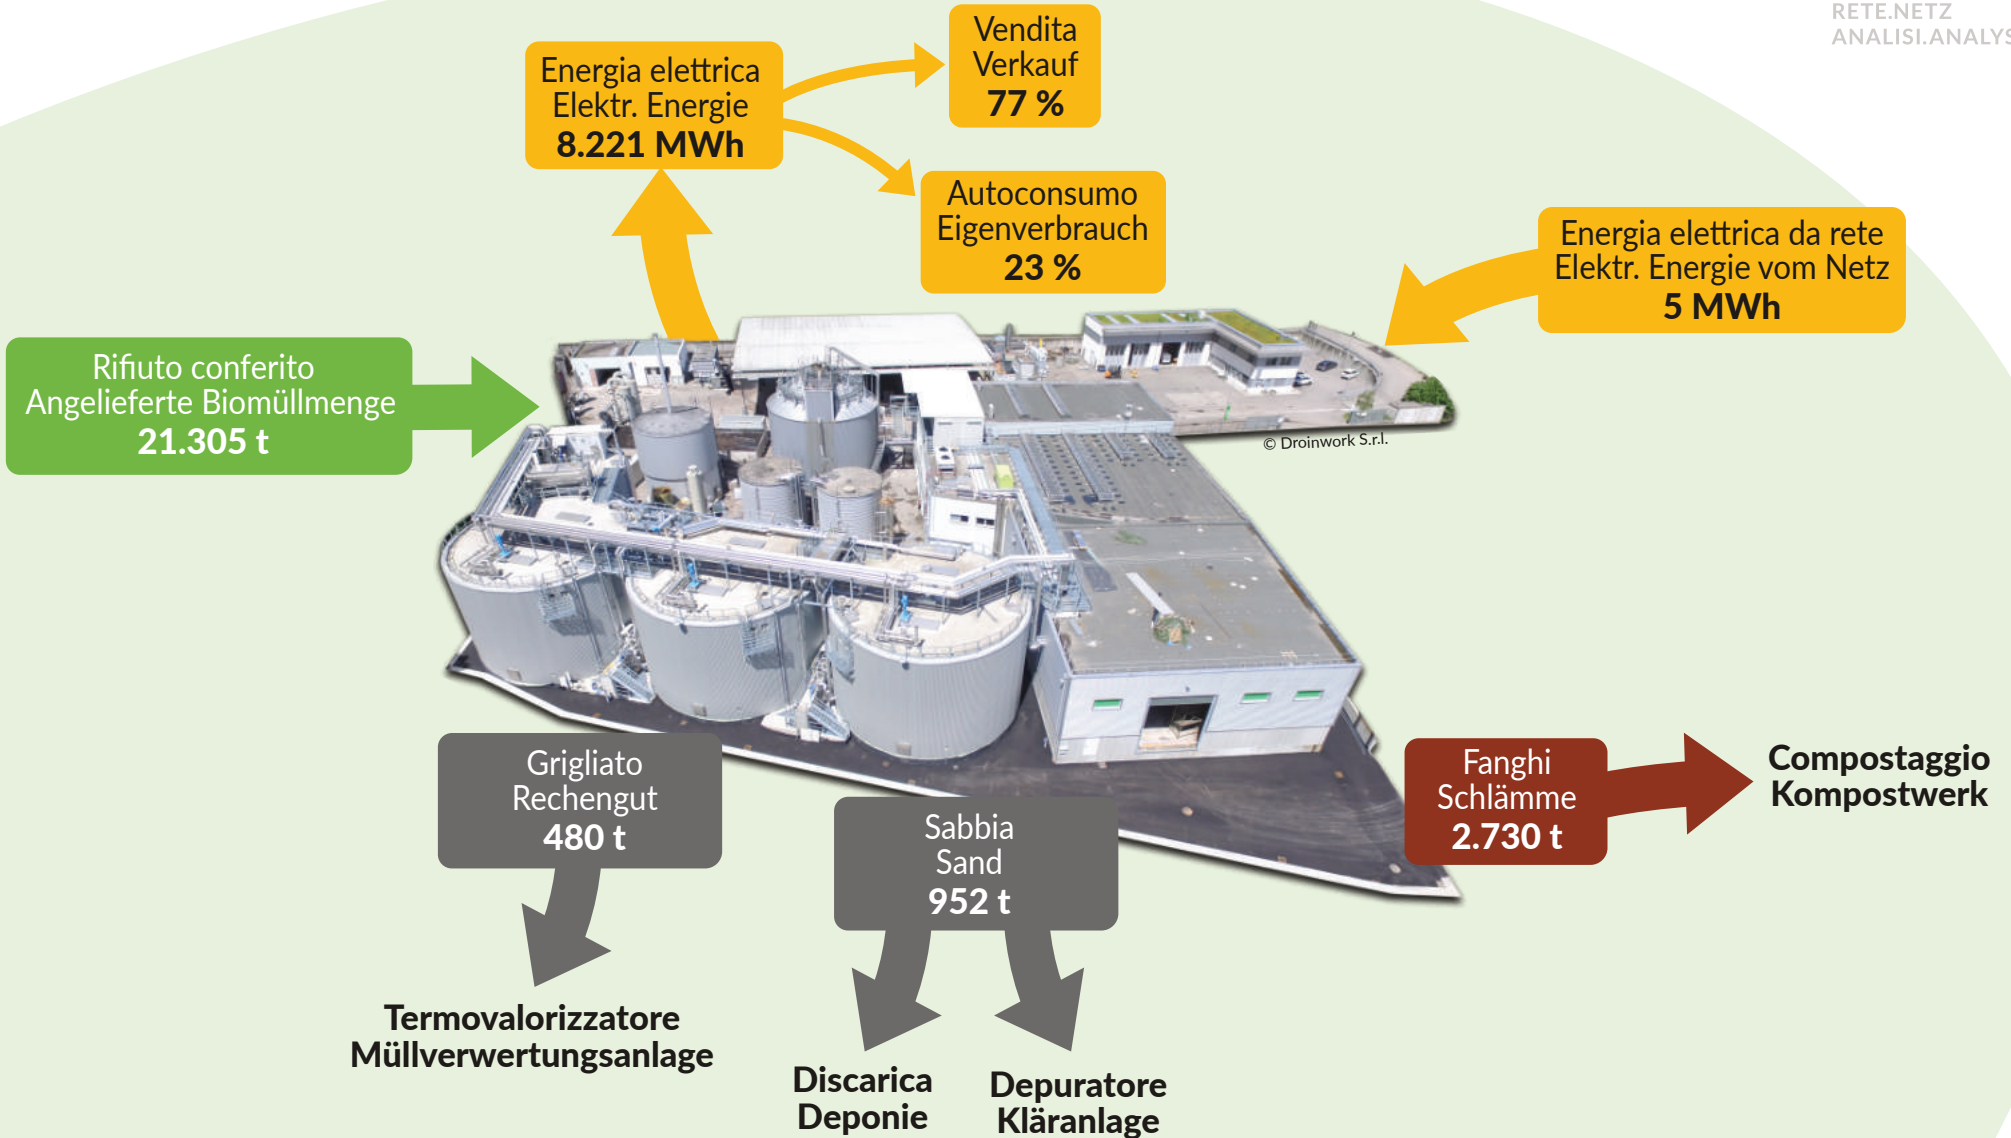 RETE.NETZ
ANALISI.ANALYS
Vendita
Verkauf
77 %
Energia elettrica
Elektr. Energie
8.221 MWh
Autoconsumo
Eigenverbrauch
23 %
Energia elettrica da rete
Elektr. Energie vom Netz
5 MWh
Rifiuto conferito
Angelieferte Biomüllmenge
21.305 t
© Droinwork S.r.l.
Grigliato
Rechengut
480 t
Sabbia
Sand
952 t
Fanghi
Schlämme
2.730 t
Compostaggio
Kompostwerk
Termovalorizzatore
Müllverwertungsanlage
Discarica
Deponie
Depuratore
Kläranlage